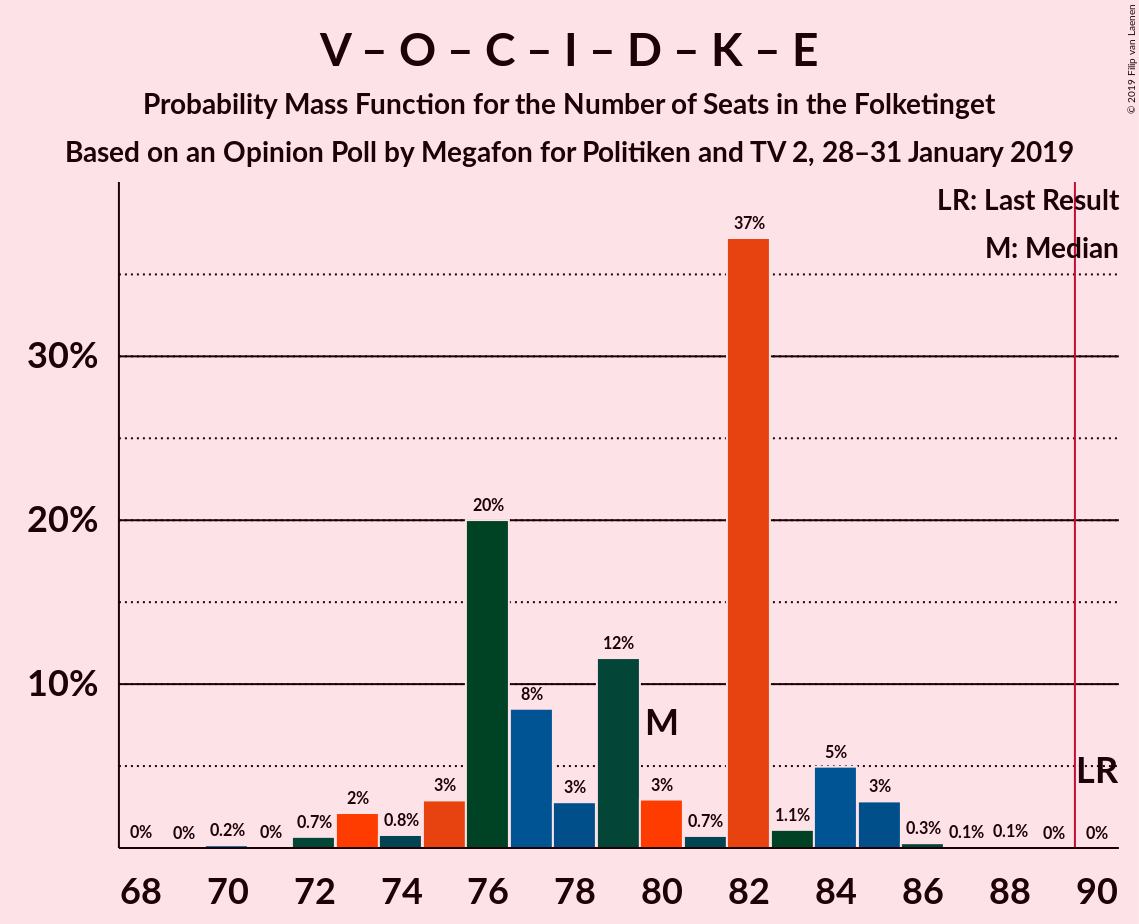 V – O – C – I – D – K – E
Probability Mass Function for the Number of Seats in the Folketinget
Based on an Opinion Poll by Megafon for Politiken and TV 2, 28–31 January 2019
© 2019 Filip van Laenen
LR: Last Result
M: Median
37%
30%
20%
20%
12%
10%
8%
M
5%
LR
0%
0%
0.2%
0%
0.7%
2%
0.8%
3%
3%
3%
0.7%
1.1%
3%
0.3%
0.1%
0.1%
0%
0%
68 70 72 74 76 78 80 82 84 86 88 90